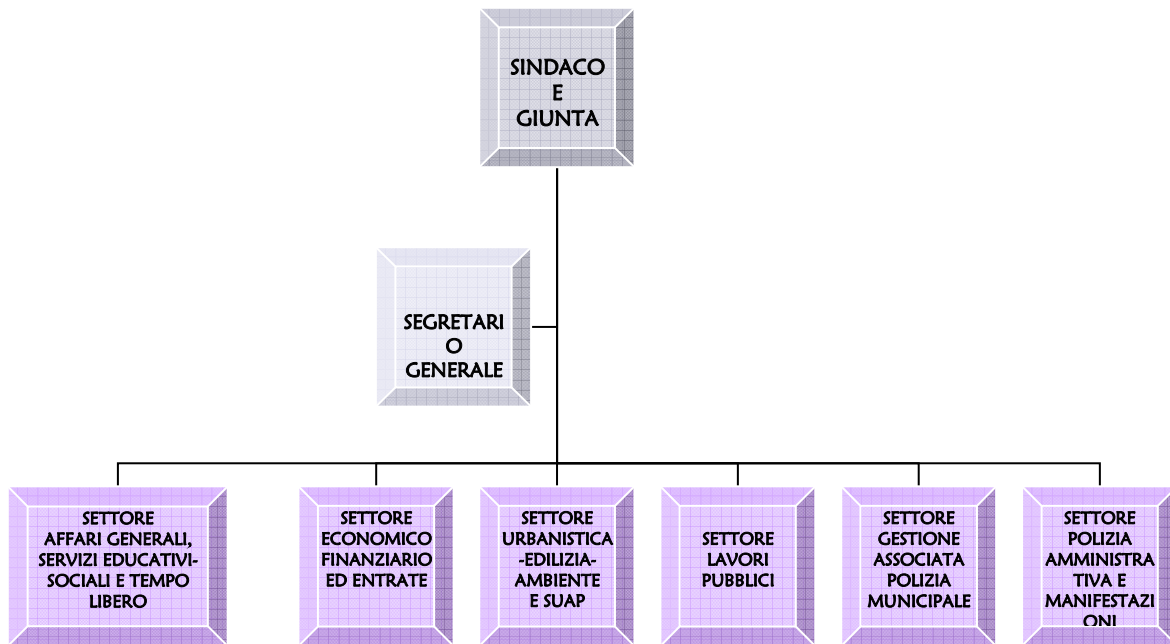 SINDACO
E
GIUNTA
SEGRETARI
O
GENERALE
SETTORE
AFFARI GENERALI,
SERVIZI EDUCATIVI-
SOCIALI E TEMPO
LIBERO
SETTORE
ECONOMICO
FINANZIARIO
ED ENTRATE
SETTORE
URBANISTICA
-EDILIZIA-
AMBIENTE
E SUAP
SETTORE
LAVORI
PUBBLICI
SETTORE
GESTIONE
ASSOCIATA
POLIZIA
MUNICIPALE
SETTORE
POLIZIA
AMMINISTRA
TIVA E
MANIFESTAZI
ONI